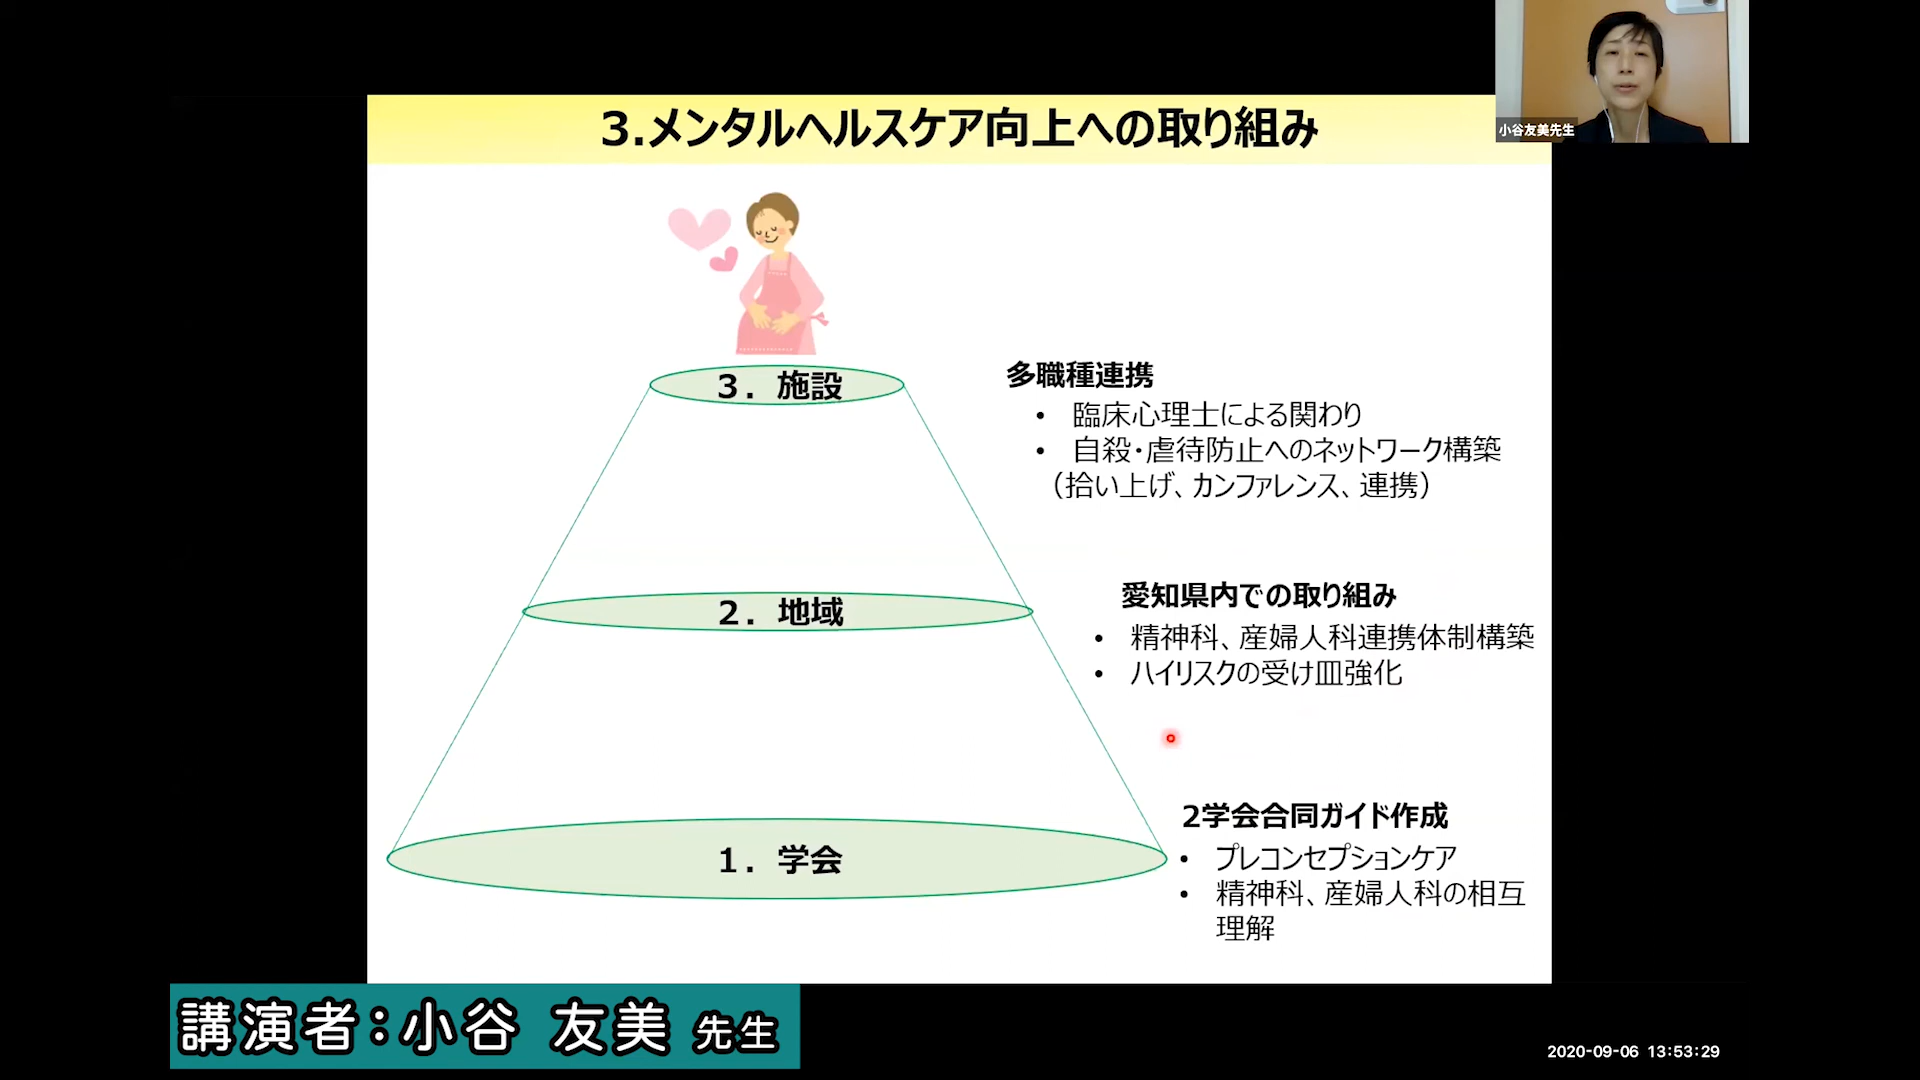 3.メンタルヘルスケア向上への取り組み
小谷友美先生
3．施設
多職種連携
• 臨床心理士による関わり
• 自殺・虐待防止へのネットワーク構築
（拾い上げ、カンファレンス、連携）
2．地域
愛知県内での取り組み
• 精神科、産婦人科連携体制構築
• ハイリスクの受け皿強化
1．学会
2学会合同ガイド作成
• プレコンセプションケア
• 精神科、産婦人科の相互
理解
講演者：小谷 友美 先生
2020-09-06 13:53:29